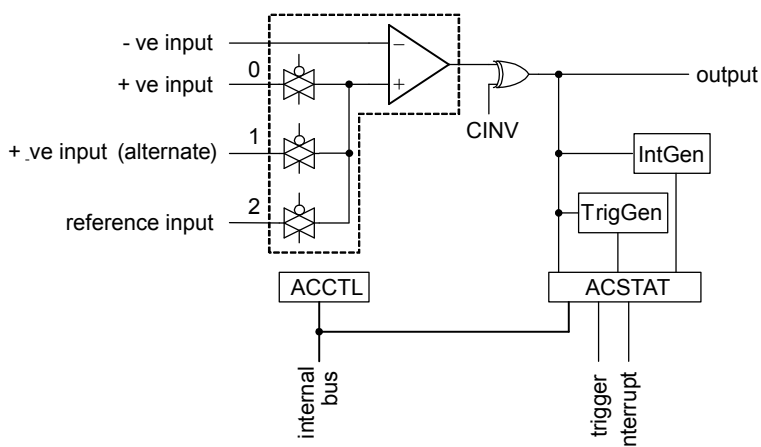 - ve input
0
+ ve input
1
+ ve input (alternate)
2
reference input
−
+
CINV
output
IntGen
TrigGen
ACCTL
ACSTAT
internal
bus
trigger
nterrupt